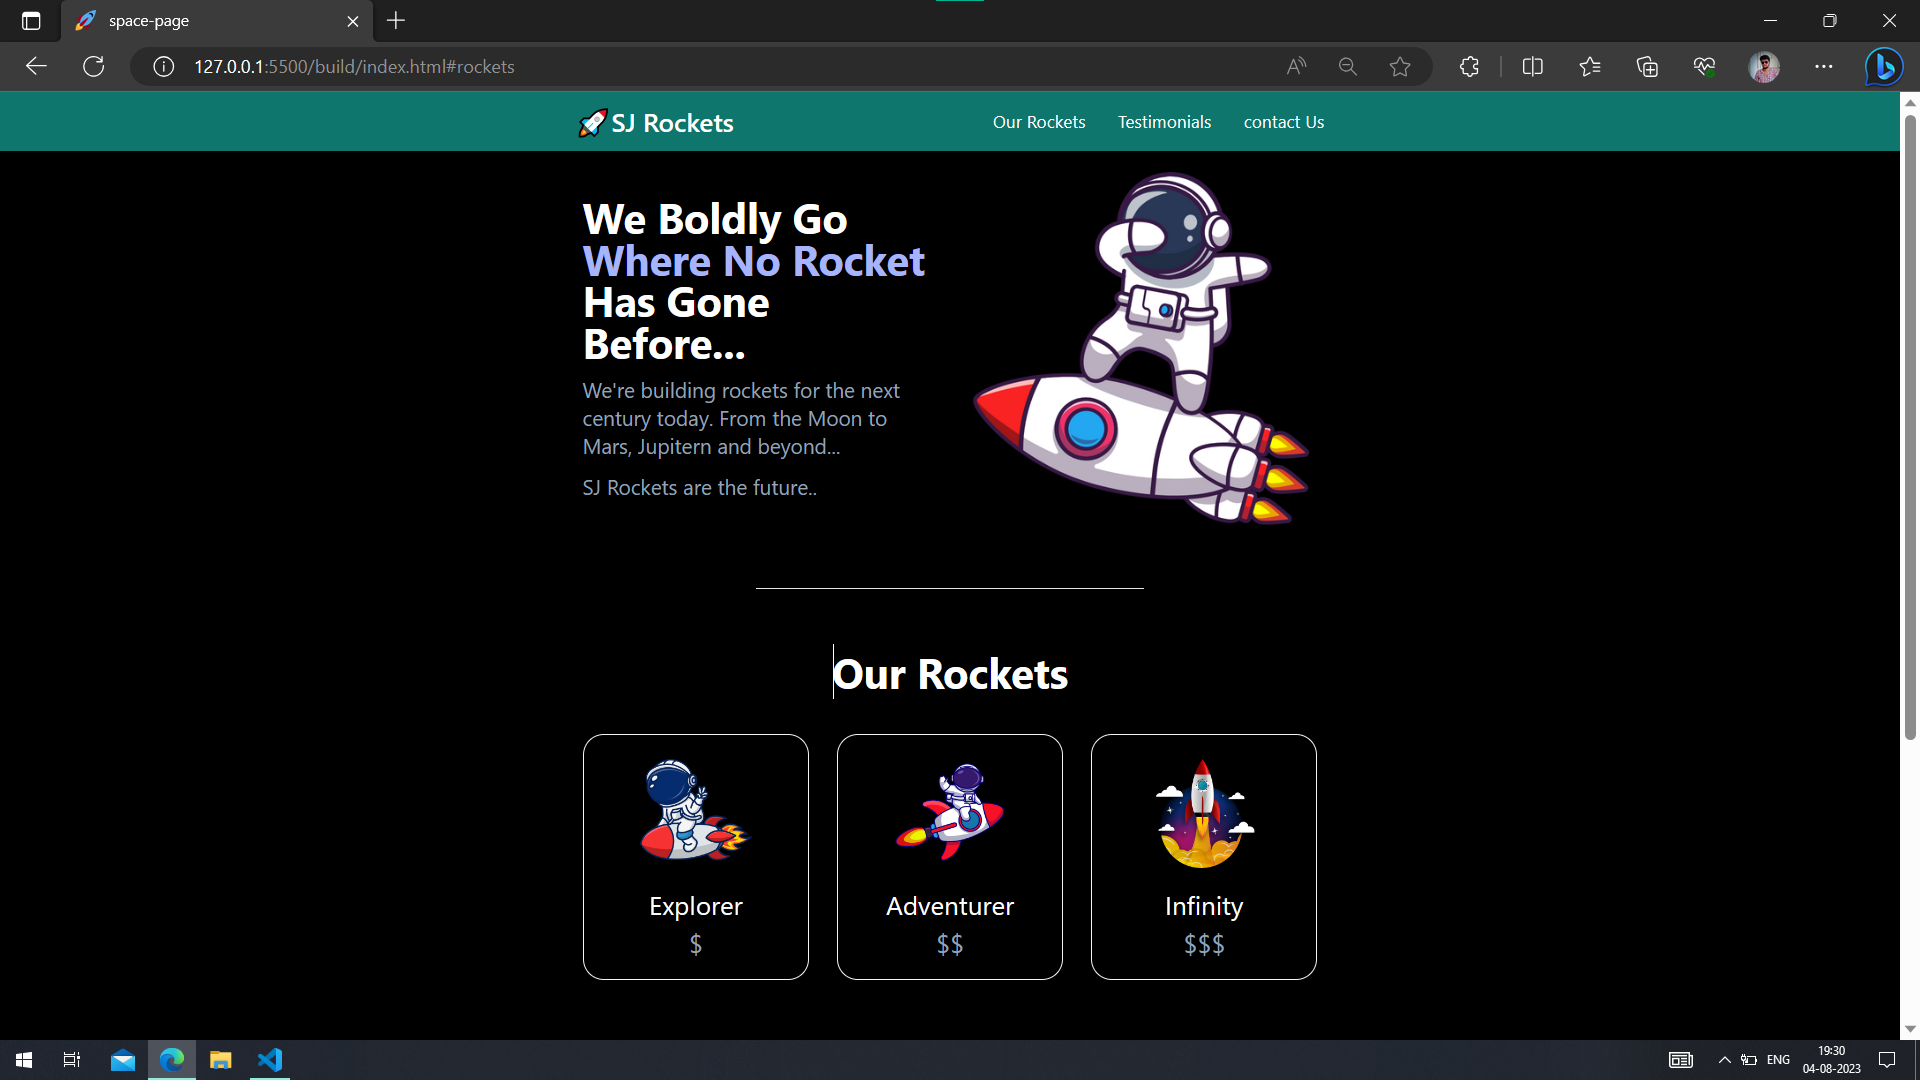 space-page
127.0.0.1:5500/build/index.html#rockets
SJ Rockets
Our Rockets
Testimonials
contact Us
We Boldly Go
Where No Rocket
Has Gone
Before...
We're building rockets for the next
century today. From the Moon to
Mars, Jupitern and beyond...
SJ Rockets are the future..
Our Rockets
Explorer
$
Adventurer
$$
Infinity
$$$
ENG
19:30
04-08-2023